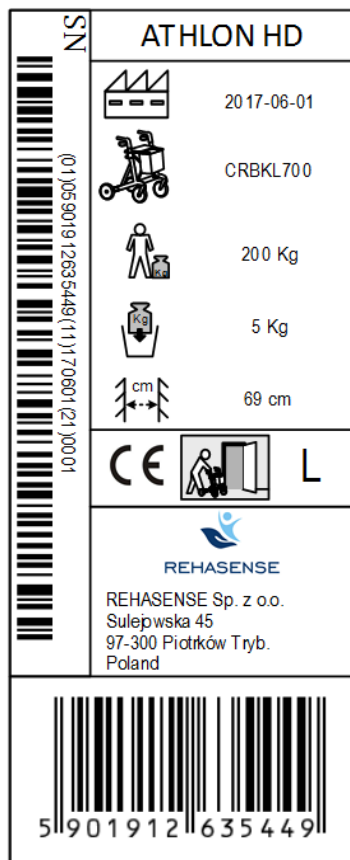 SN
(01)05901912635449(11)170601(21)0001
ATHLON HD
2017-06-01
CRBKL700
Kg
200 Kg
Kg
5 Kg
cm
69 cm
CE
L
REHASENSE
REHASENSE Sp. z o.o.
Sulejowska 45
97-300 Piotrków Tryb.
Poland
5 901912 635449